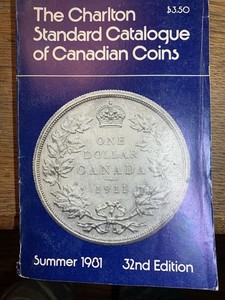 The Charlton
$3.50
Standard Catalogue
of Canadian Coins
ONE
DOLLAR
CANADA
1911
Summer 1981
32nd Edition